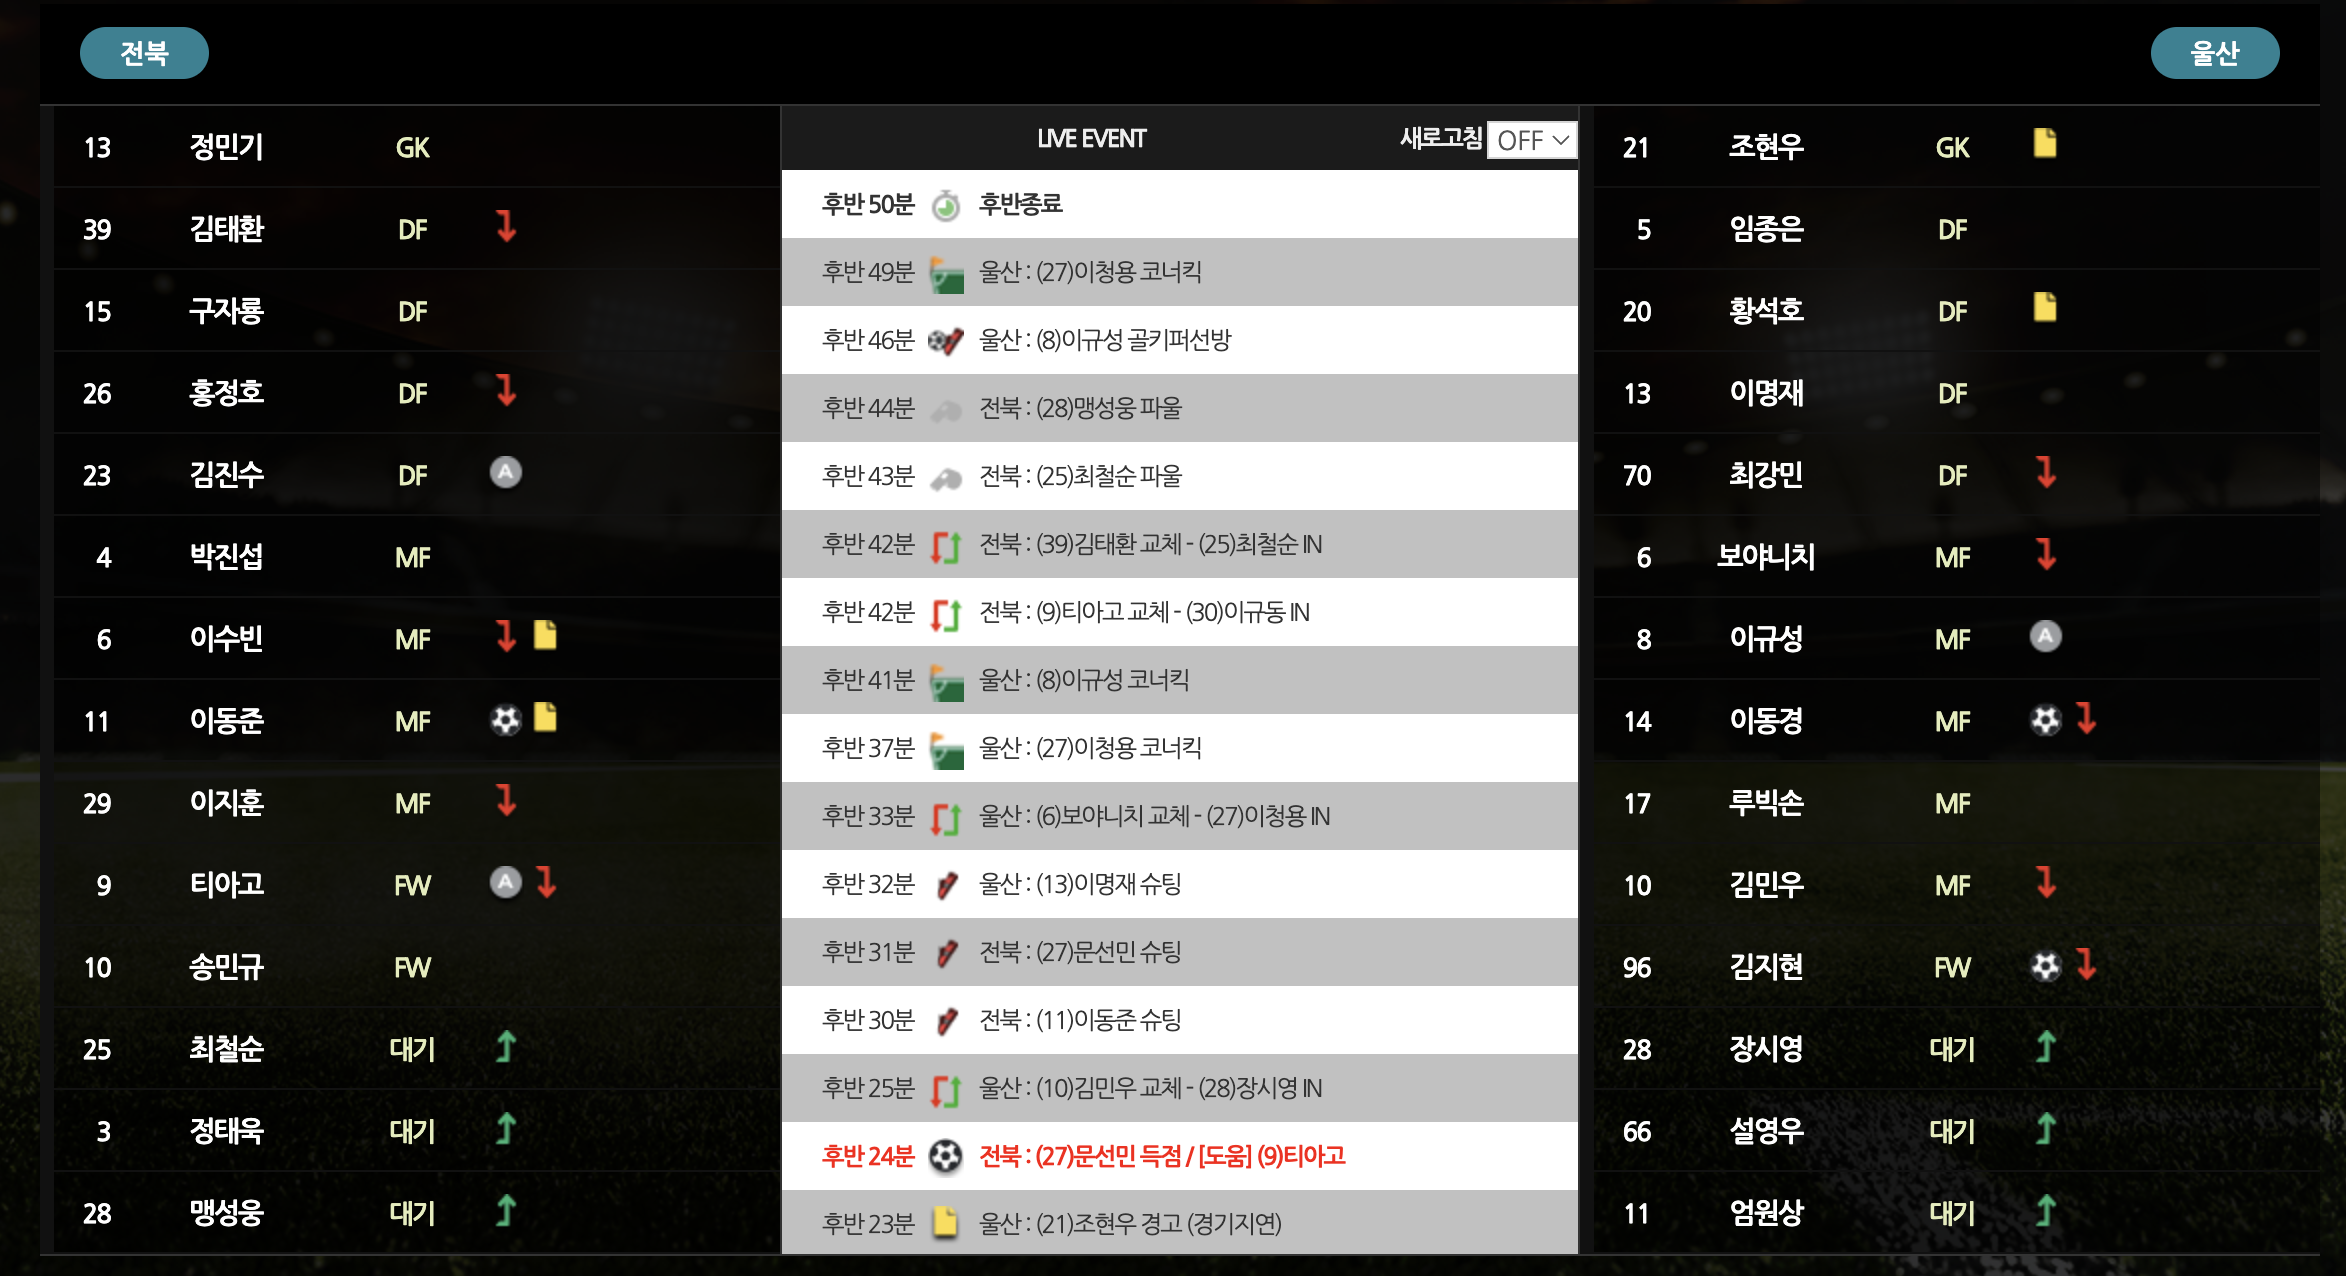 전북
울산
13 정민기 GK
39 김태환 DF
15 구자룡 DF
26 홍정호 DF
23 김진수 DF A
4 박진섭 MF
6 이수빈 MF
11 이동준 MF
29 이지훈 MF
9 티아고 FW A
10 송민규 FW
25 최철순 대기
3 정태욱 대기
28 맹성웅 대기
LIVE EVENT 새로고침 OFF
후반 50분 후반종료
후반 49분 울산 : (27)이청용 코너킥
후반 46분 울산 : (8)이규성 골키퍼선방
후반 44분 전북 : (28)맹성웅 파울
후반 43분 전북 : (25)최철순 파울
후반 42분 전북 : (39)김태환 교체 - (25)최철순 IN
후반 42분 전북 : (9)티아고 교체 - (30)이규동 IN
후반 41분 울산 : (8)이규성 코너킥
후반 37분 울산 : (27)이청용 코너킥
후반 33분 울산 : (6)보야니치 교체 - (27)이청용 IN
후반 32분 울산 : (13)이명재 슈팅
후반 31분 전북 : (27)문선민 슈팅
후반 30분 전북 : (11)이동준 슈팅
후반 25분 울산 : (10)김민우 교체 - (28)장시영 IN
후반 24분 전북 : (27)문선민 득점 / [도움] (9)티아고
후반 23분 울산 : (21)조현우 경고 (경기지연)
21 조현우 GK
5 임종은 DF
20 황석호 DF
13 이명재 DF
70 최강민 DF
6 보야니치 MF
8 이규성 MF A
14 이동경 MF
17 루빅손 MF
10 김민우 MF
96 김지현 FW
28 장시영 대기
66 설영우 대기
11 엄원상 대기